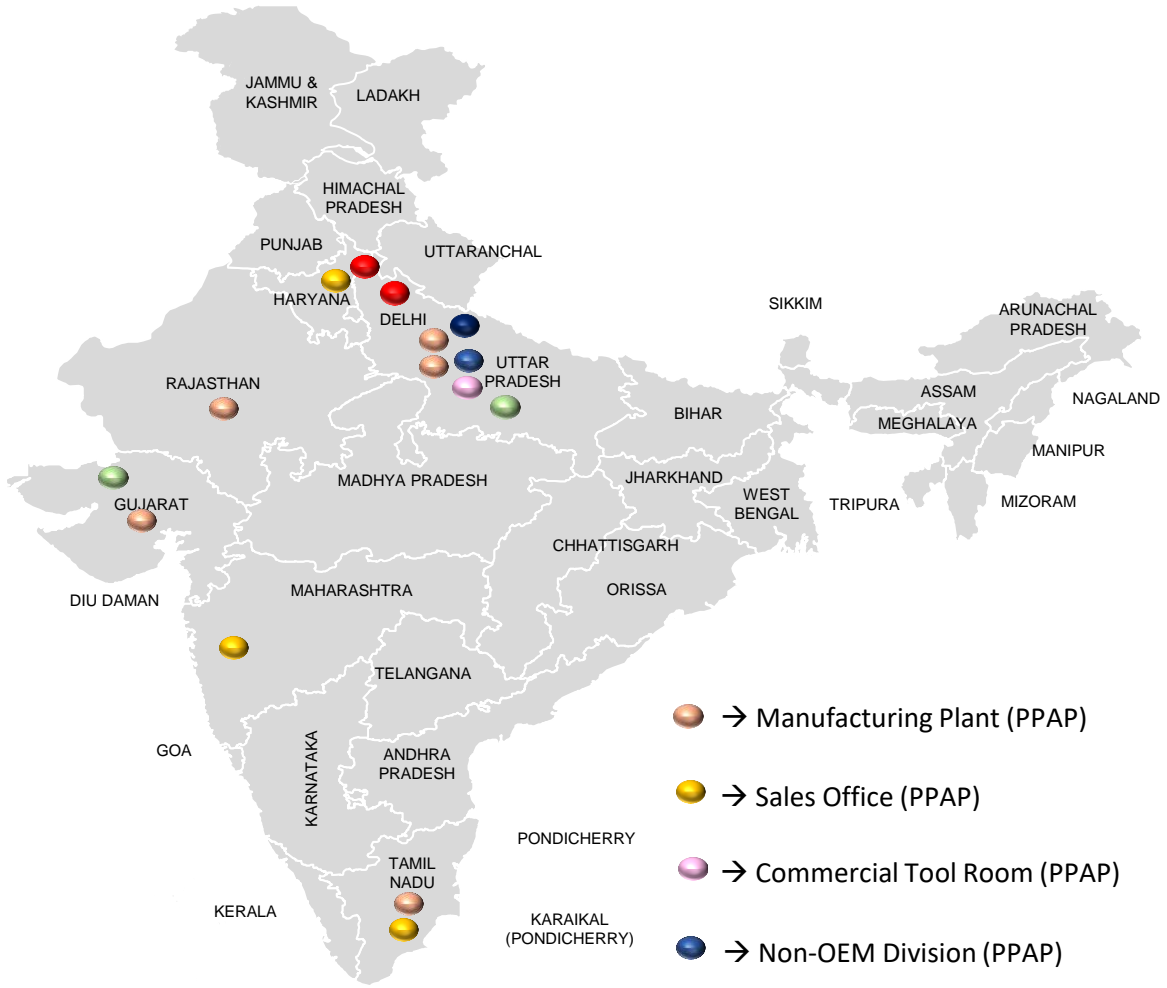 JAMMU &
KASHMIR
LADAKH
HIMACHAL
PRADESH
PUNJAB
UTTARANCHAL
HARYANA
DELHI
SIKKIM
ARUNACHAL
PRADESH
UTTAR
PRADESH
RAJASTHAN
ASSAM
NAGALAND
BIHAR
MEGHALAYA
MANIPUR
MADHYA PRADESH
JHARKHAND
GUJARAT
WEST
BENGAL
TRIPURA
MIZORAM
CHHATTISGARH
MAHARASHTRA
ORISSA
DIU DAMAN
TELANGANA
→ Manufacturing Plant (PPAP)
GOA
KARNATAKA
ANDHRA
PRADESH
→ Sales Office (PPAP)
PONDICHERRY
TAMIL
NADU
→ Commercial Tool Room (PPAP)
KERALA
KARAIKAL
(PONDICHERRY)
→ Non-OEM Division (PPAP)